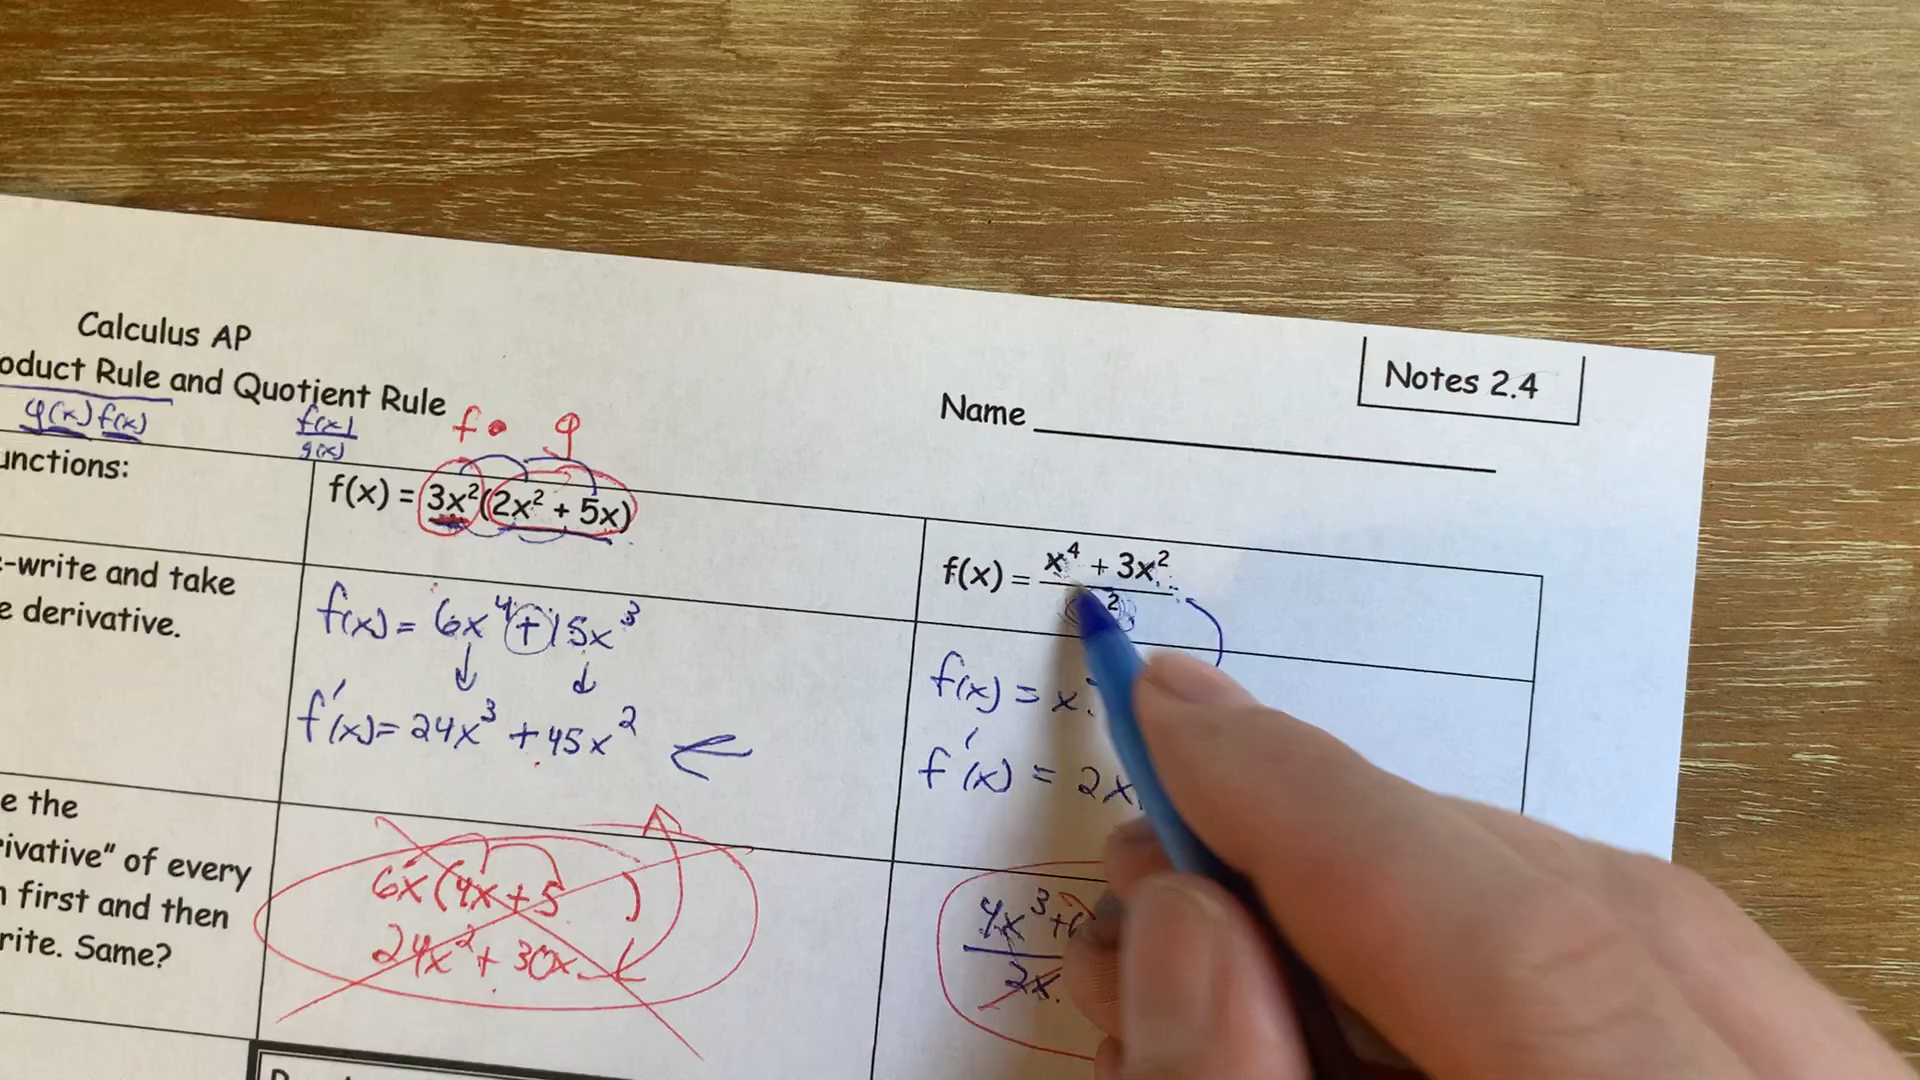 Notes 2.4
Calculus AP
oduct Rule and Quotient Rule
Name
g(x) f(x)
f(x)/g(x)
f • g
unctions:
f(x) = 3x²(2x² + 5x)
f(x) = x⁴ + 3x²
2
-write and take
e derivative.
f(x) = 6x⁴ + 15x³
f'(x) = 24x³ + 45x²
f(x) = x
f'(x) = 2x
e the
rivative" of every
first and then
rite. Same?
6x(4x + 5 )
24x² + 30x
4x³ +
2x